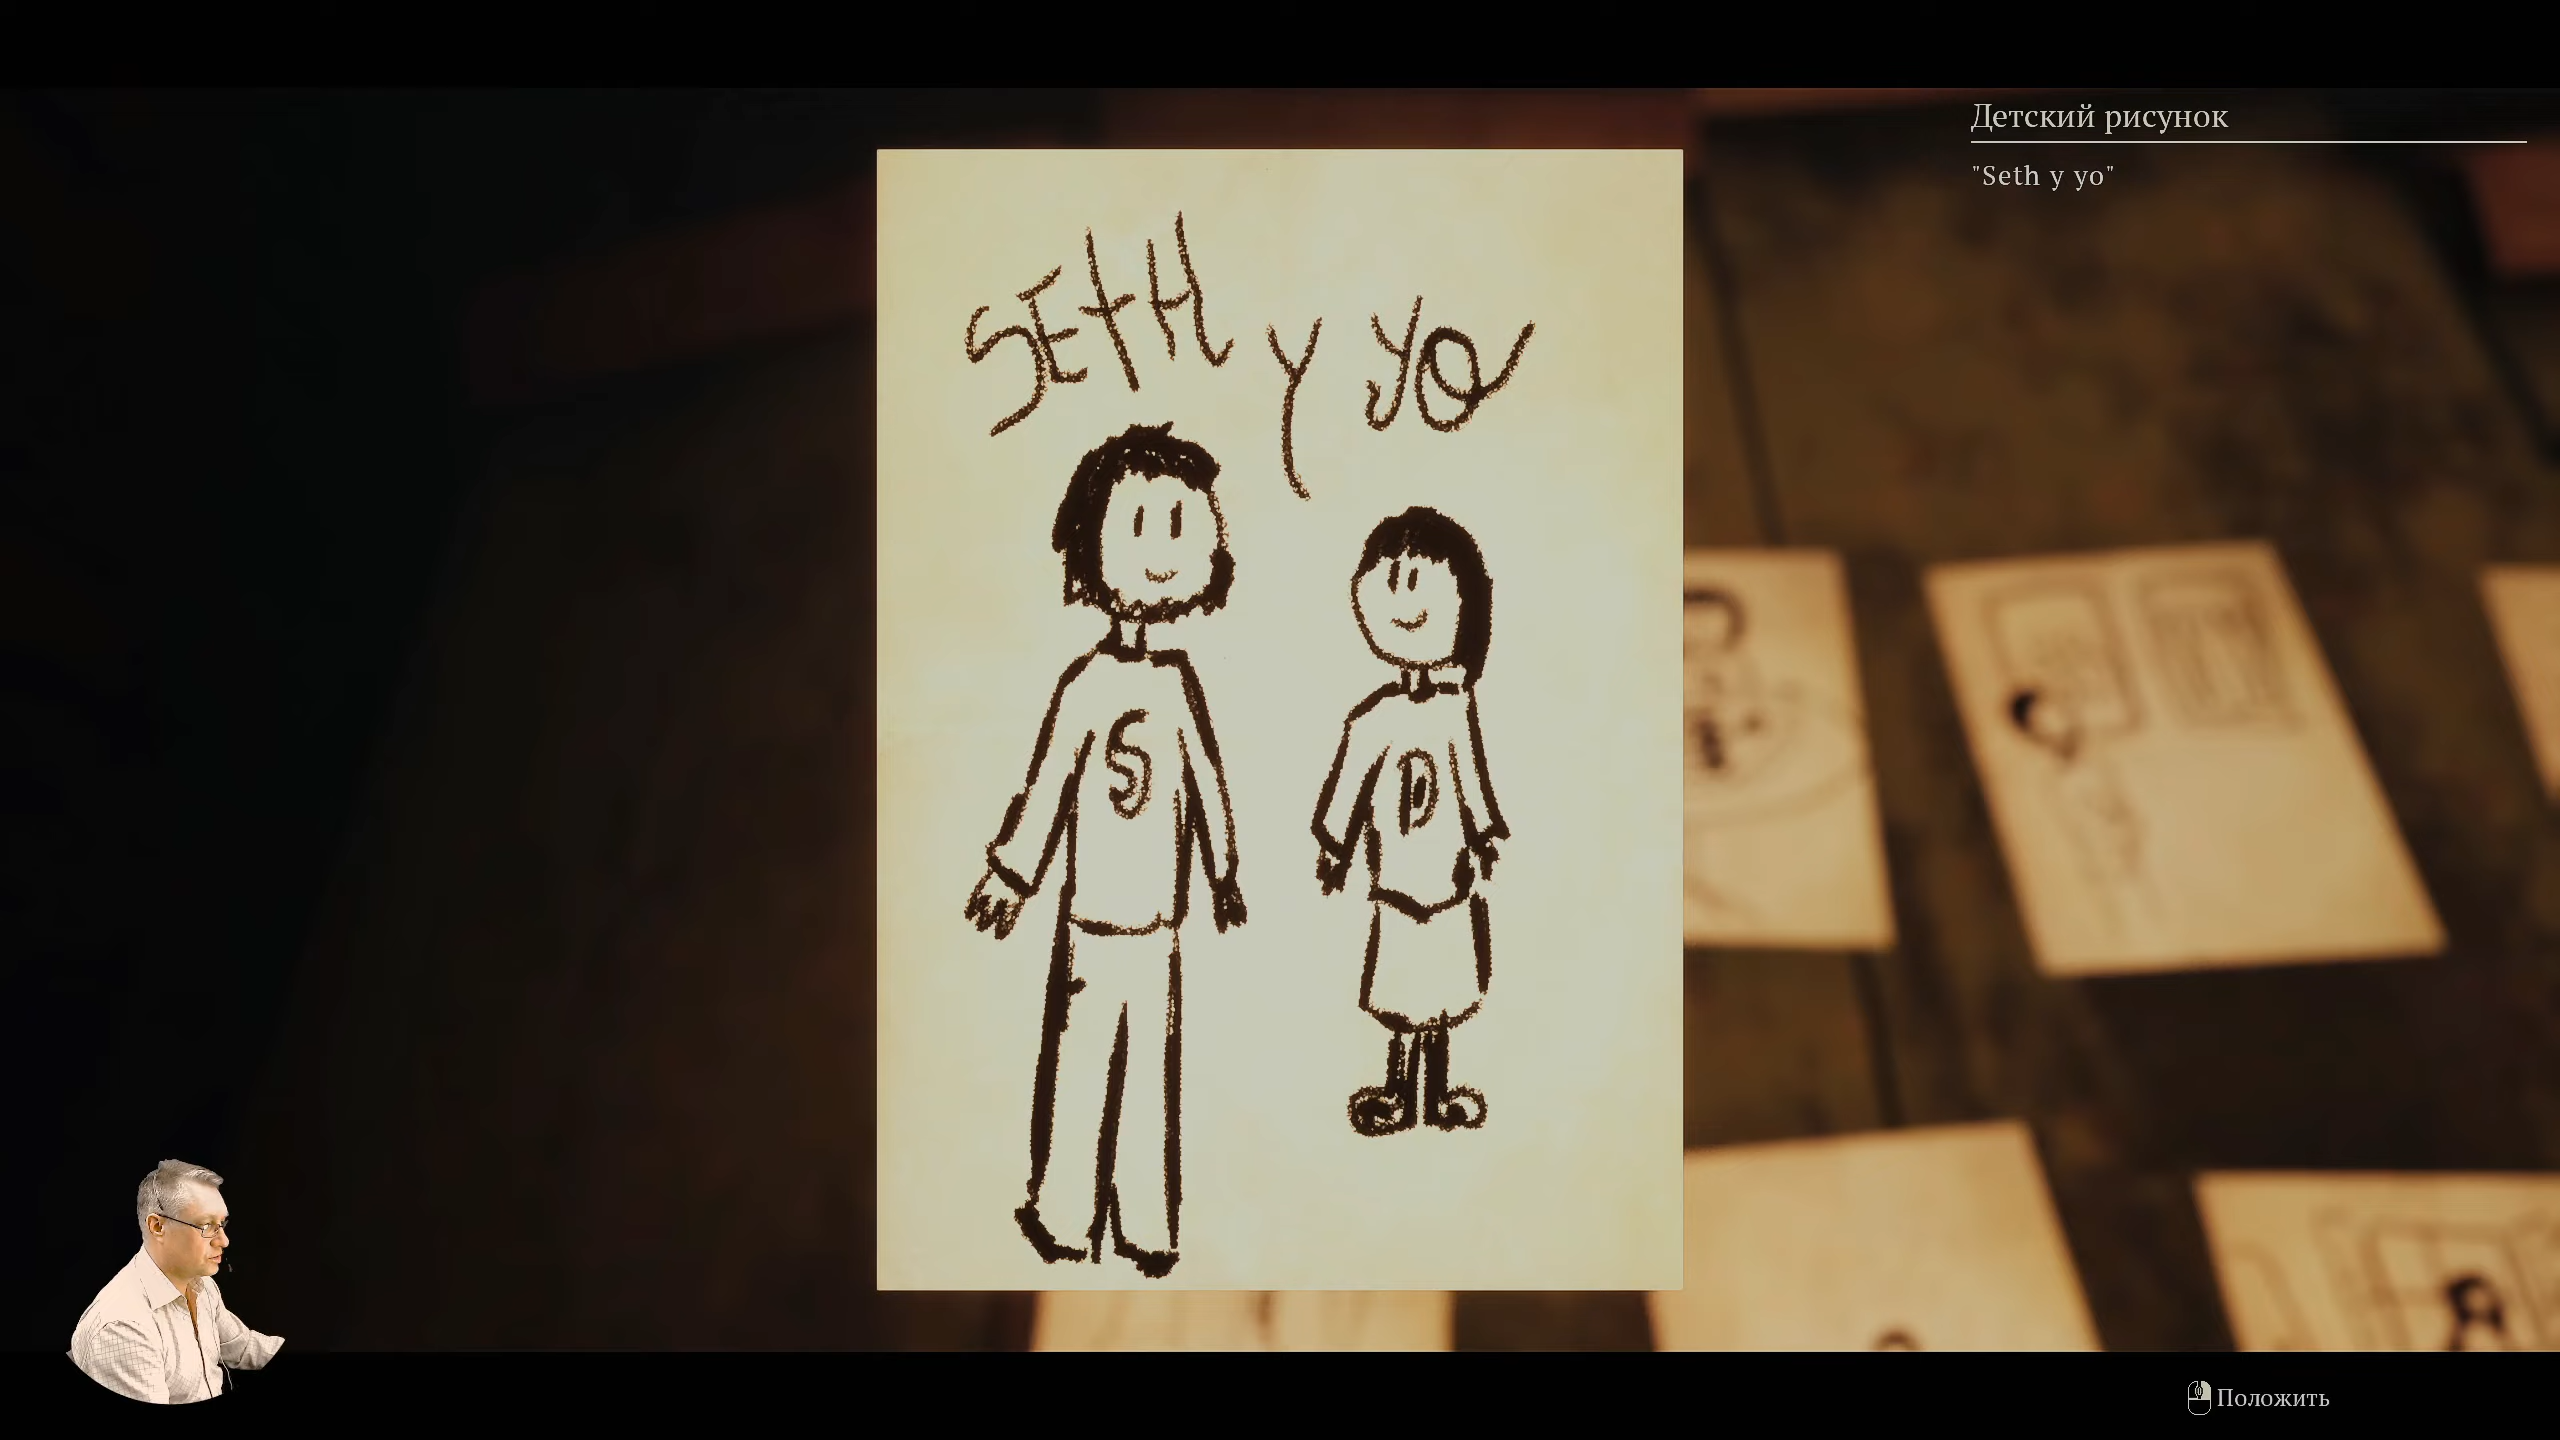 Детский рисунок
"Seth y yo"
SEtH y yo
S
D
Положить